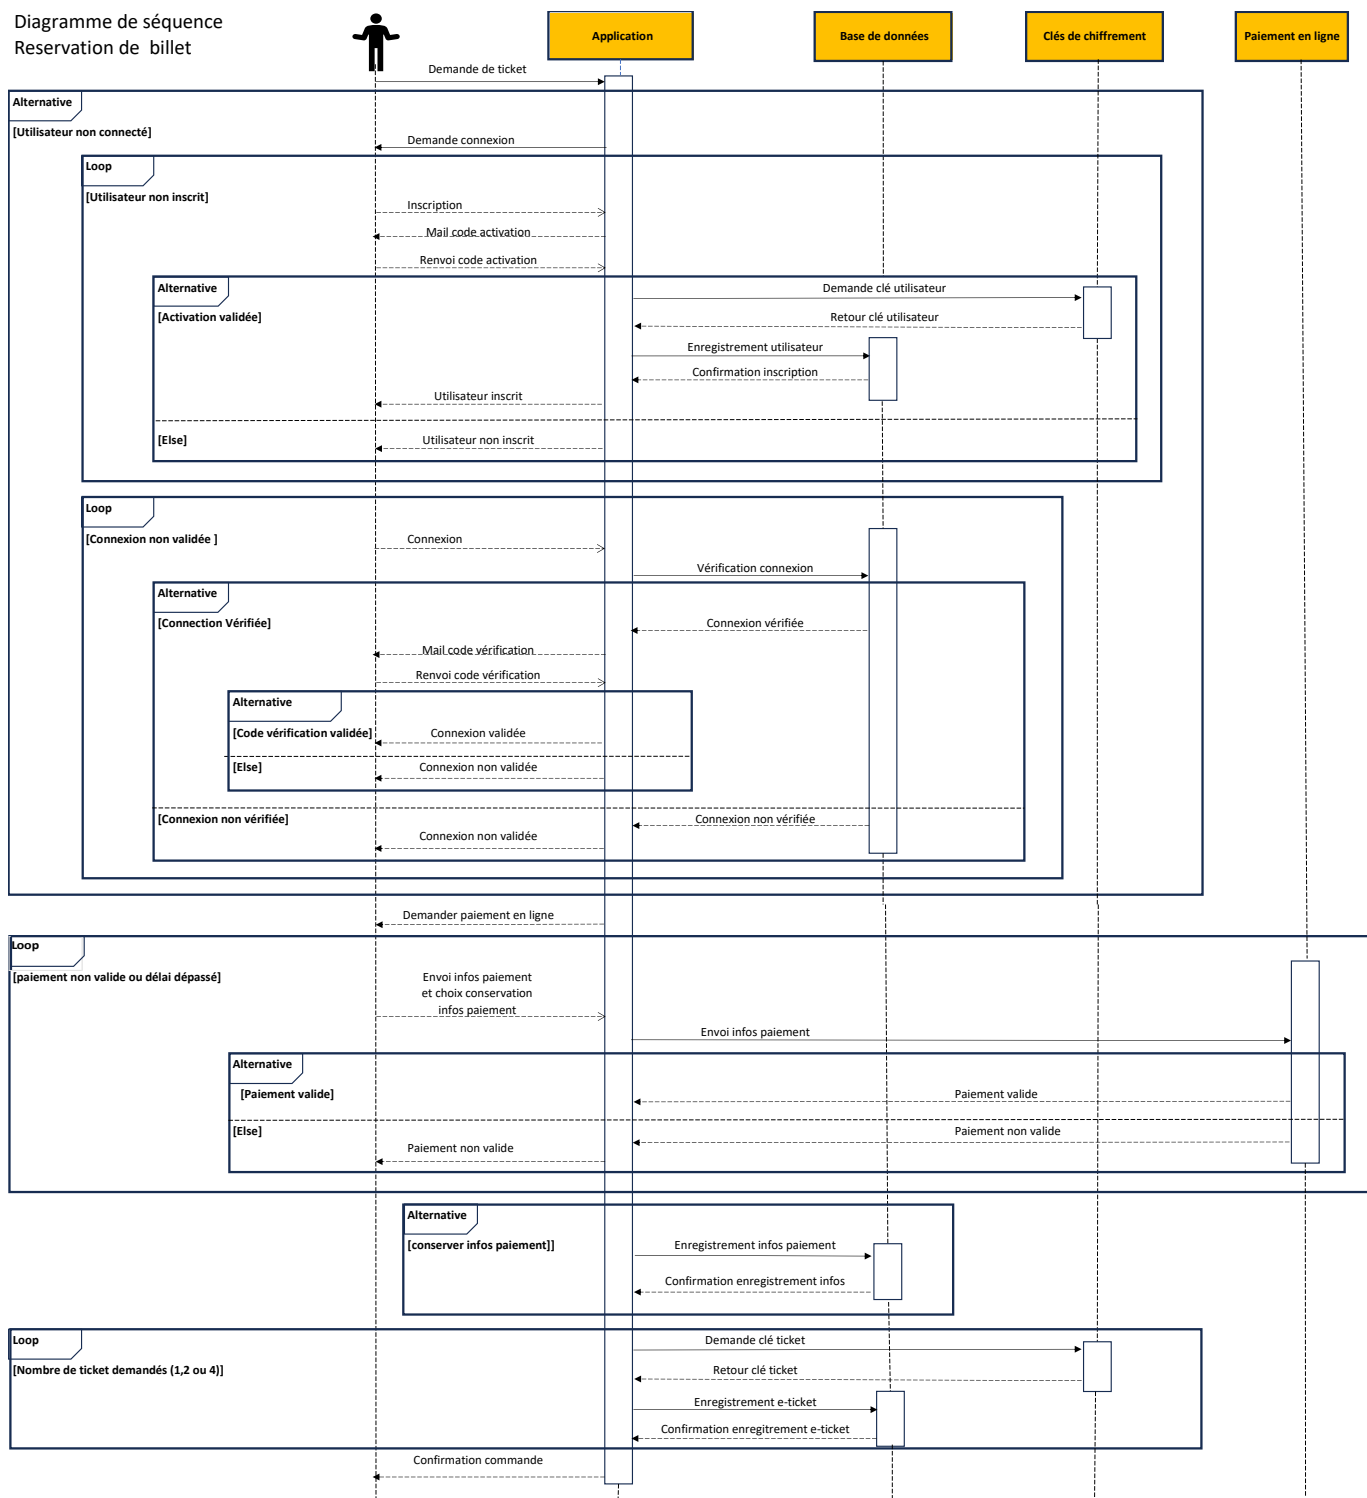 Diagramme de séquence
Reservation de billet
Application
Base de données
Clés de chiffrement
Paiement en ligne
Demande de ticket
Alternative
[Utilisateur non connecté]
Demande connexion
Loop
[Utilisateur non inscrit]
Inscription
Mail code activation
Renvoi code activation
Alternative
Demande clé utilisateur
[Activation validée]
Retour clé utilisateur
Enregistrement utilisateur
Confirmation inscription
Utilisateur inscrit
[Else]
Utilisateur non inscrit
Loop
[Connexion non validée ]
Connexion
Vérification connexion
Alternative
[Connection Vérifiée]
Connexion vérifiée
Mail code vérification
Renvoi code vérification
Alternative
[Code vérification validée]
Connexion validée
[Else]
Connexion non validée
[Connexion non vérifiée]
Connexion non vérifiée
Connexion non validée
Demander paiement en ligne
Loop
[paiement non valide ou délai dépassé]
Envoi infos paiement
et choix conservation
infos paiement
Envoi infos paiement
Alternative
[Paiement valide]
Paiement valide
[Else]
Paiement non valide
Paiement non valide
Alternative
[conserver infos paiement]]
Enregistrement infos paiement
Confirmation enregistrement infos
Loop
Demande clé ticket
[Nombre de ticket demandés (1,2 ou 4)]
Retour clé ticket
Enregistrement e-ticket
Confirmation enregitrement e-ticket
Confirmation commande